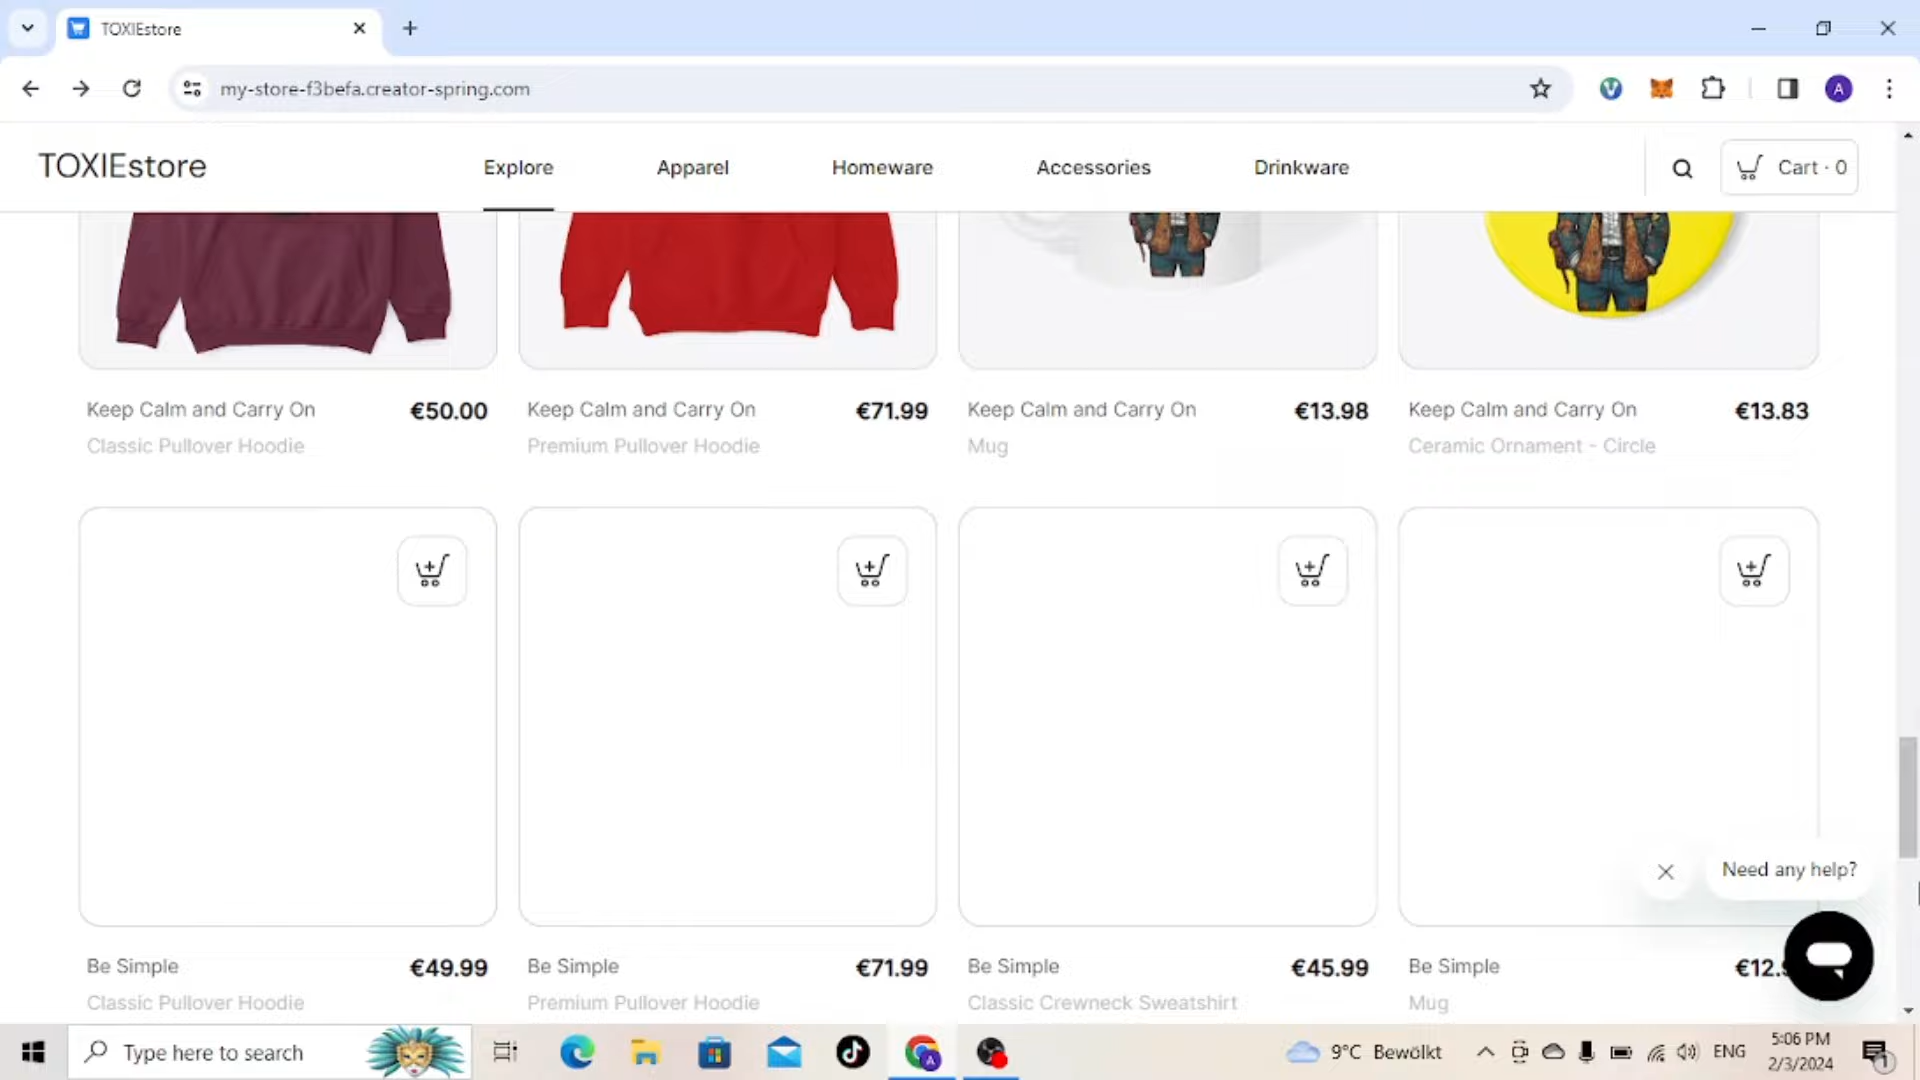 TOXIEstore
my-store-f3befa.creator-spring.com
A
TOXIEstore
Explore
Apparel
Homeware
Accessories
Drinkware
Cart · 0
Keep Calm and Carry On €50.00
Classic Pullover Hoodie
Keep Calm and Carry On €71.99
Premium Pullover Hoodie
Keep Calm and Carry On €13.98
Mug
Keep Calm and Carry On €13.83
Ceramic Ornament - Circle
Be Simple €49.99
Classic Pullover Hoodie
Be Simple €71.99
Premium Pullover Hoodie
Be Simple €45.99
Classic Crewneck Sweatshirt
Be Simple
Mug
Need any help?
Type here to search
9°C Bewölkt
ENG
5:06 PM
2/3/2024
1